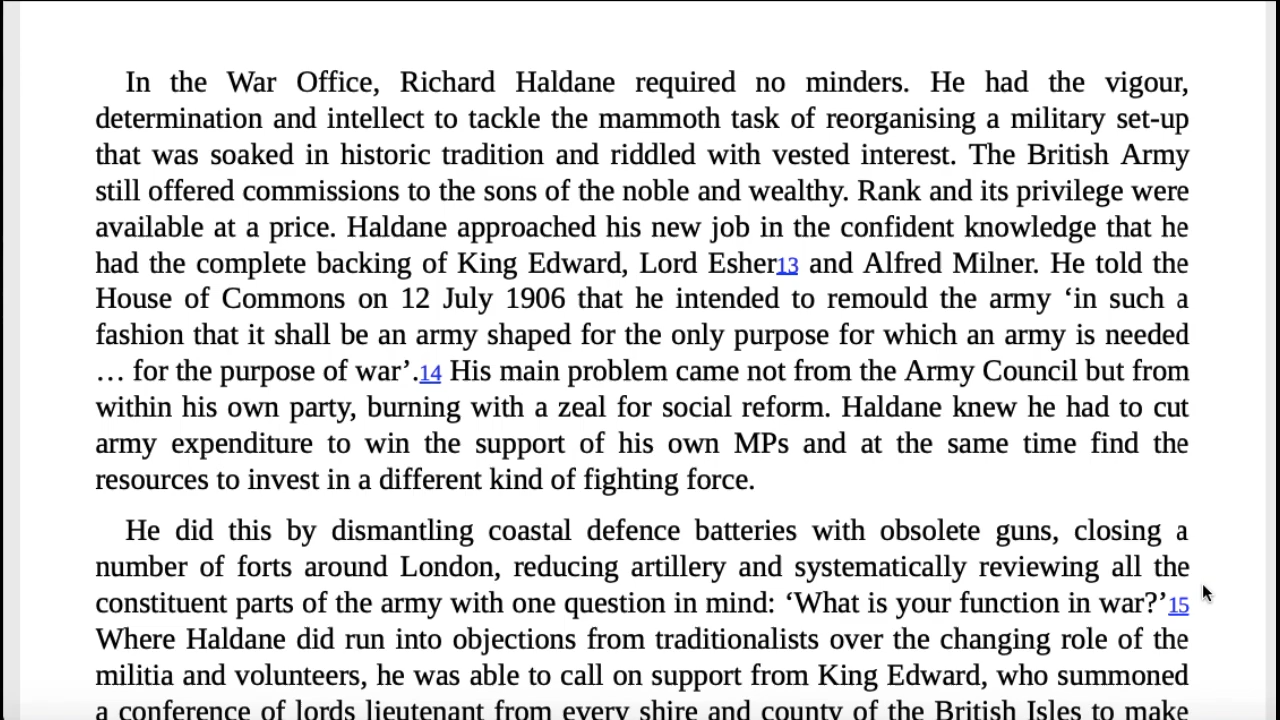 In the War Office, Richard Haldane required no minders. He had the vigour,
determination and intellect to tackle the mammoth task of reorganising a military set-up
that was soaked in historic tradition and riddled with vested interest. The British Army
still offered commissions to the sons of the noble and wealthy. Rank and its privilege were
available at a price. Haldane approached his new job in the confident knowledge that he
had the complete backing of King Edward, Lord Esher13 and Alfred Milner. He told the
House of Commons on 12 July 1906 that he intended to remould the army ‘in such a
fashion that it shall be an army shaped for the only purpose for which an army is needed
… for the purpose of war’.14 His main problem came not from the Army Council but from
within his own party, burning with a zeal for social reform. Haldane knew he had to cut
army expenditure to win the support of his own MPs and at the same time find the
resources to invest in a different kind of fighting force.
He did this by dismantling coastal defence batteries with obsolete guns, closing a
number of forts around London, reducing artillery and systematically reviewing all the
constituent parts of the army with one question in mind: ‘What is your function in war?’15
Where Haldane did run into objections from traditionalists over the changing role of the
militia and volunteers, he was able to call on support from King Edward, who summoned
a conference of lords lieutenant from every shire and county of the British Isles to make